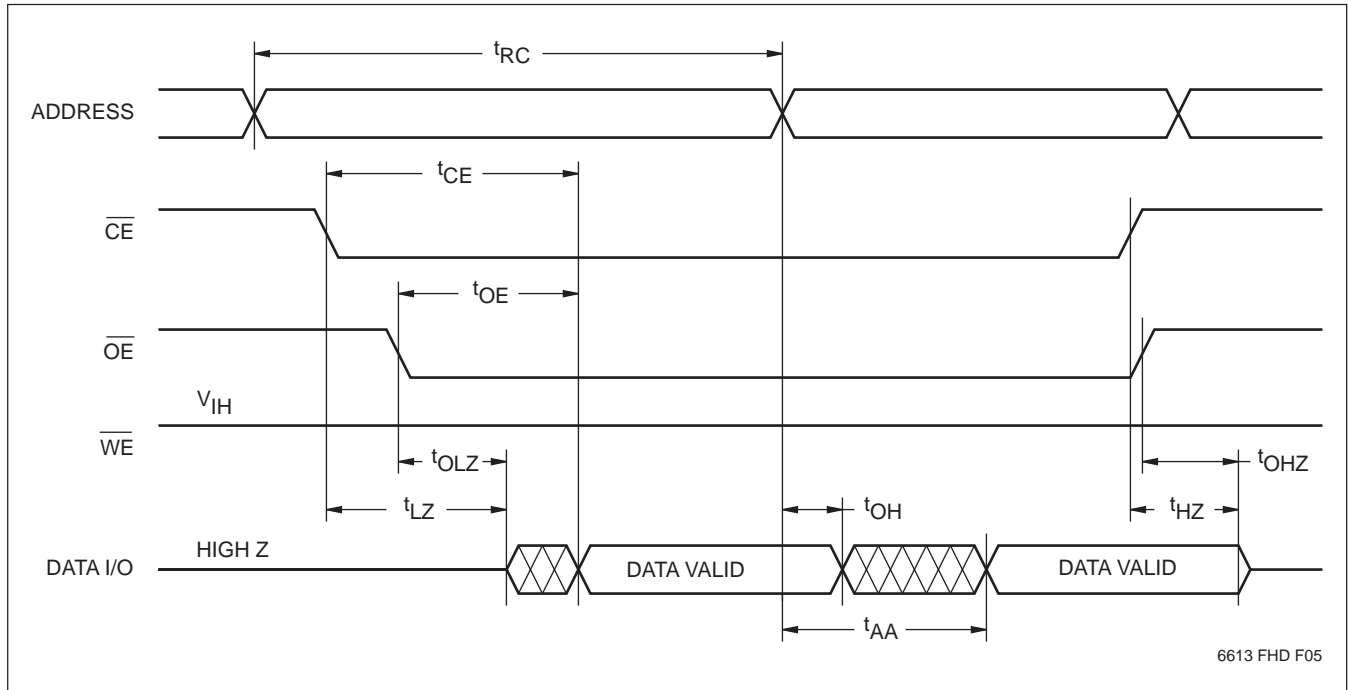 tRC
ADDRESS
tCE
CE
tOE
OE
VIH
WE
tOLZ
tOHZ
tLZ
tOH
tHZ
HIGH Z
DATA I/O
DATA VALID
DATA VALID
tAA
6613 FHD F05